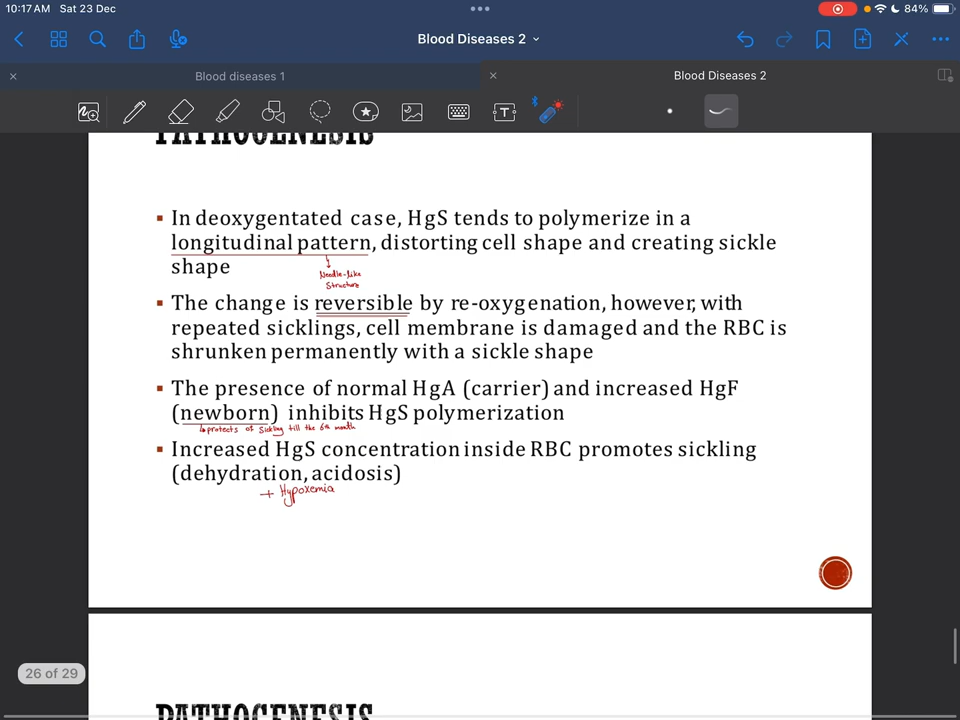 10:17AM Sat 23 Dec
84%
Blood Diseases 2
Blood diseases 1
Blood Diseases 2
PATHOGENESIS
▪ In deoxygentated case, HgS tends to polymerize in a
longitudinal pattern, distorting cell shape and creating sickle
shape
Needle-like
Structure
▪ The change is reversible by re-oxygenation, however, with
repeated sicklings, cell membrane is damaged and the RBC is
shrunken permanently with a sickle shape
▪ The presence of normal HgA (carrier) and increased HgF
(newborn) inhibits HgS polymerization
protects of sickling till the 6th month
▪ Increased HgS concentration inside RBC promotes sickling
(dehydration, acidosis)
+ Hypoxemia
26 of 29
PATHOGENESIS